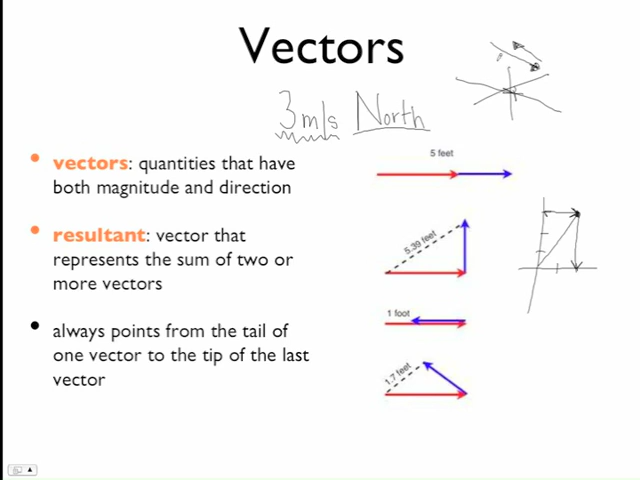 Vectors
3 m/s North
• vectors: quantities that have
both magnitude and direction
• resultant: vector that
represents the sum of two or
more vectors
• always points from the tail of
one vector to the tip of the last
vector
5 feet
5.39 feet
1 foot
1.7 feet